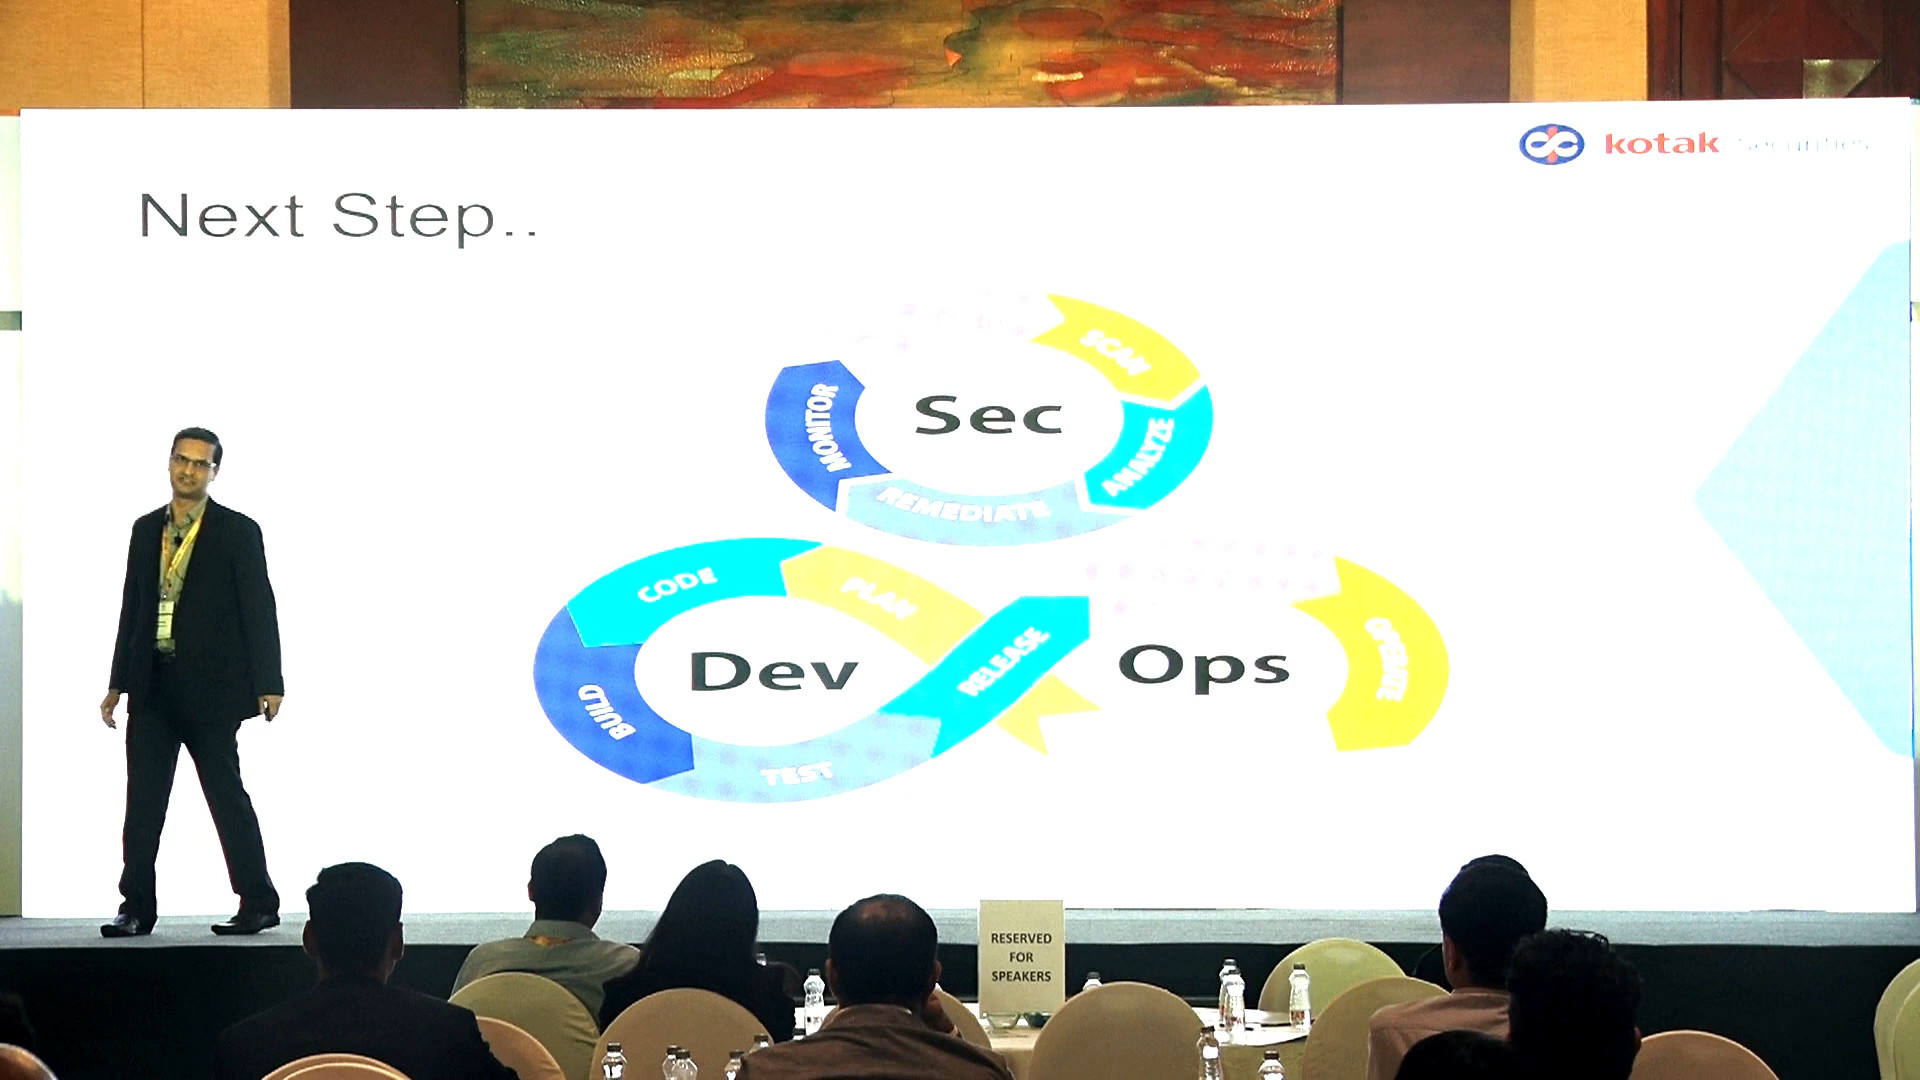 kotak Securities
Next Step..
SCAN
MONITOR
Sec
ANALYZE
REMEDIATE
CODE
PLAN
RELEASE
OPERATE
Dev
Ops
BUILD
TEST
RESERVED
FOR
SPEAKERS